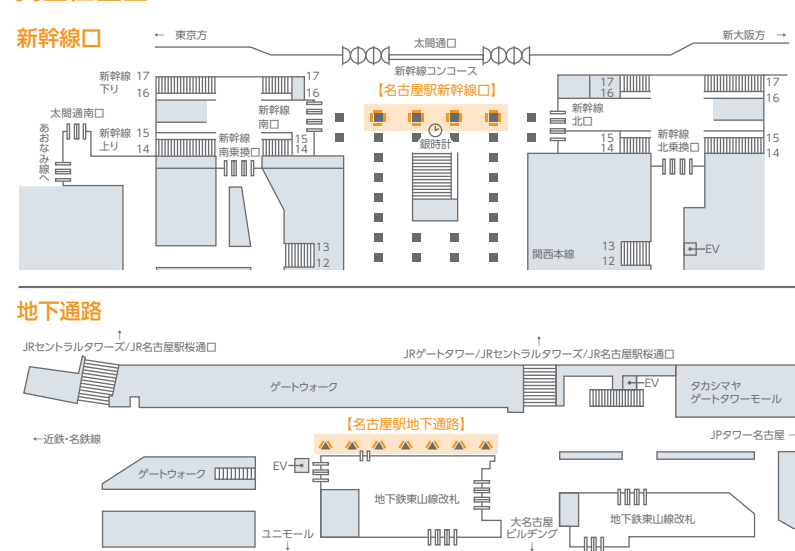 新幹線口
← 東京方
太閤通口
新大阪方 →
新幹線コンコース
【名古屋駅新幹線口】
新幹線 17
下り 16
17
16
太閤通南口
あおなみ線へ
新幹線 15
上り 14
新幹線
南口
新幹線
南乗換口
15
14
銀時計
17
16
新幹線
北口
15
14
新幹線
北乗換口
17
16
15
14
13
12
関西本線
13
12
EV
地下通路
↑
JRセントラルタワーズ/JR名古屋駅桜通口
↑
JRゲートタワー/JRセントラルタワーズ/JR名古屋駅桜通口
ゲートウォーク
EV
タカシマヤ
ゲートタワーモール
←近鉄・名鉄線
【名古屋駅地下通路】
JPタワー名古屋 →
ゲートウォーク
EV
地下鉄東山線改札
ユニモール
↓
大名古屋
ビルヂング
↓
地下鉄東山線改札